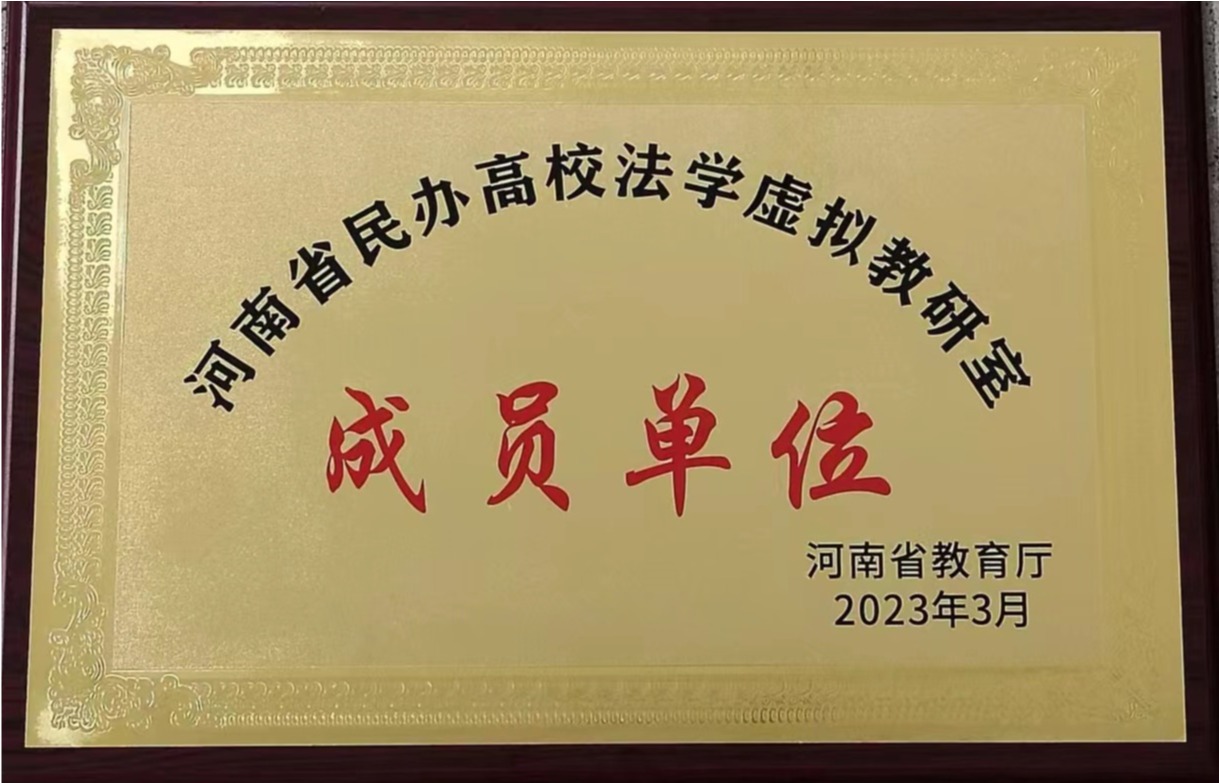 河南省民办高校法学虚拟教研室
成员单位
河南省教育厅
2023年3月